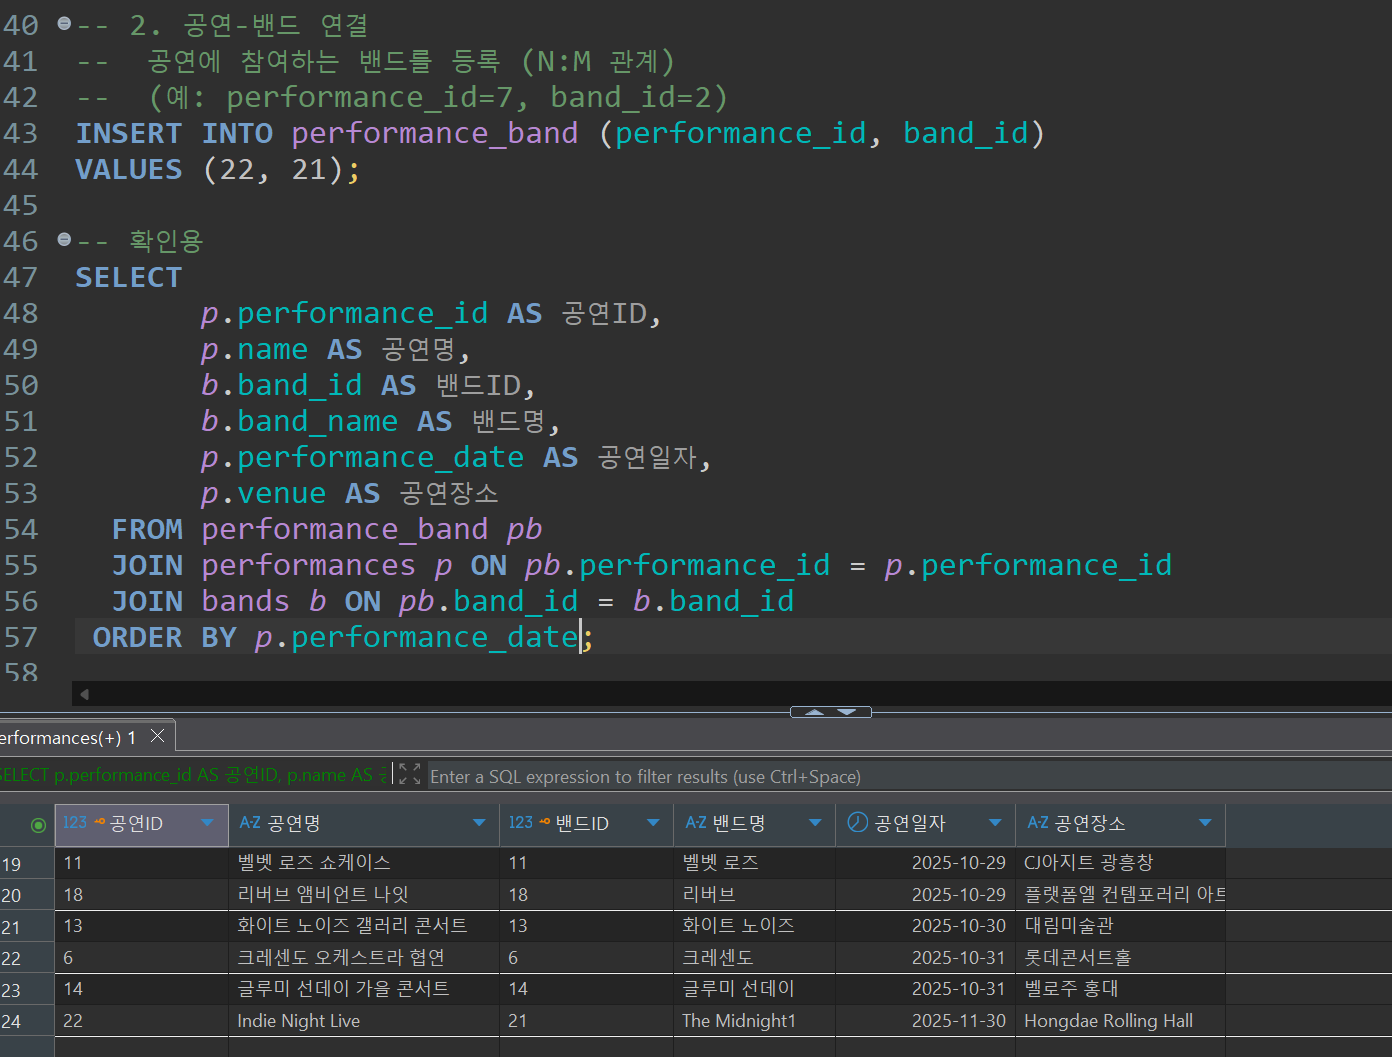 40 -- 2. 공연-밴드 연결
41 --  공연에 참여하는 밴드를 등록 (N:M 관계)
42 --  (예: performance_id=7, band_id=2)
43 INSERT INTO performance_band (performance_id, band_id)
44 VALUES (22, 21);
45
46 -- 확인용
47 SELECT
48 p.performance_id AS 공연ID,
49 p.name AS 공연명,
50 b.band_id AS 밴드ID,
51 b.band_name AS 밴드명,
52 p.performance_date AS 공연일자,
53 p.venue AS 공연장소
54 FROM performance_band pb
55 JOIN performances p ON pb.performance_id = p.performance_id
56 JOIN bands b ON pb.band_id = b.band_id
57 ORDER BY p.performance_date;
58
erformances(+) 1
SELECT p.performance_id AS 공연ID, p.name AS Enter a SQL expression to filter results (use Ctrl+Space)
123 공연ID A-Z 공연명 123 밴드ID A-Z 밴드명 공연일자 A-Z 공연장소
19 11 벨벳 로즈 쇼케이스 11 벨벳 로즈 2025-10-29 CJ아지트 광흥창
20 18 리버브 앰비언트 나잇 18 리버브 2025-10-29 플랫폼엘 컨템포러리 아트
21 13 화이트 노이즈 갤러리 콘서트 13 화이트 노이즈 2025-10-30 대림미술관
22 6 크레센도 오케스트라 협연 6 크레센도 2025-10-31 롯데콘서트홀
23 14 글루미 선데이 가을 콘서트 14 글루미 선데이 2025-10-31 벨로주 홍대
24 22 Indie Night Live 21 The Midnight1 2025-11-30 Hongdae Rolling Hall